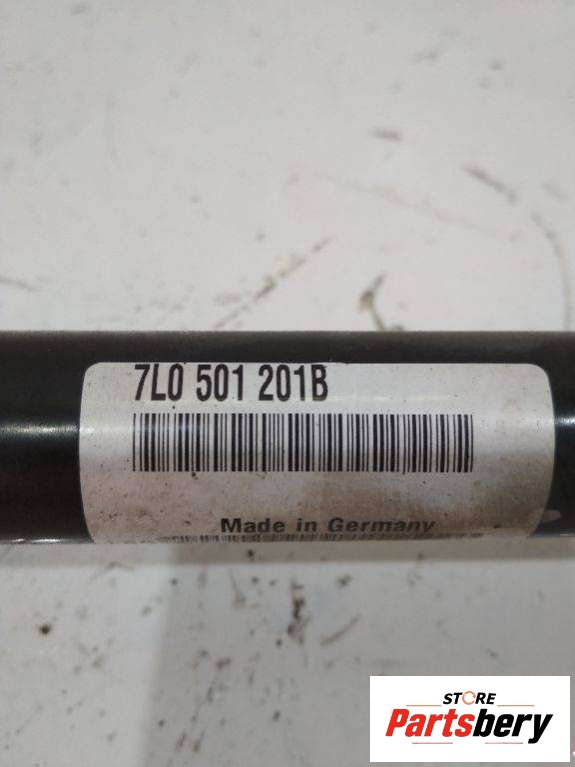 7L0 501 201B
Made in Germany
STORE
Partsbery